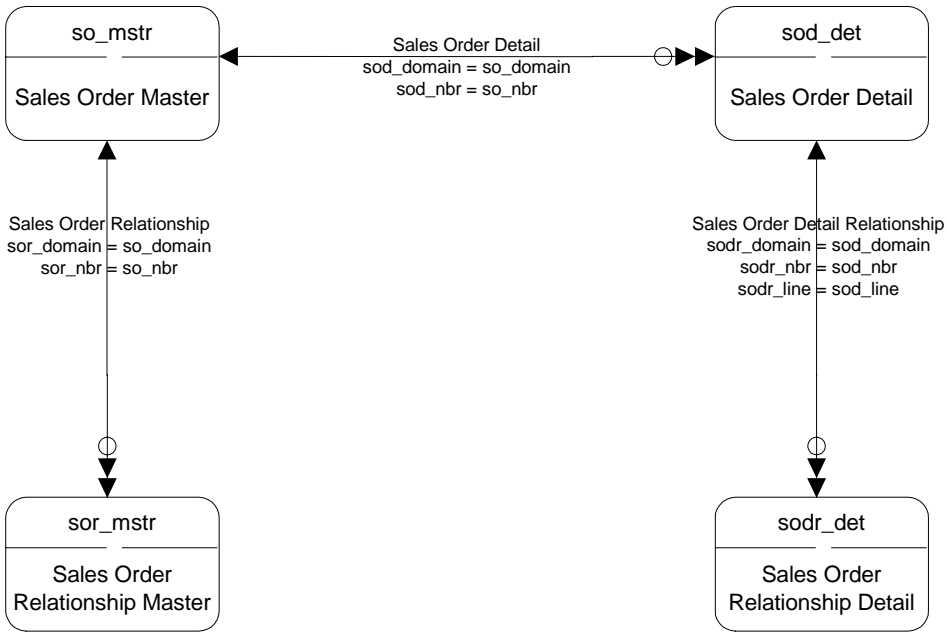 so_mstr
Sales Order Master
Sales Order Detail
sod_domain = so_domain
sod_nbr = so_nbr
sod_det
Sales Order Detail
Sales Order Relationship
sor_domain = so_domain
sor_nbr = so_nbr
Sales Order Detail Relationship
sodr_domain = sod_domain
sodr_nbr = sod_nbr
sodr_line = sod_line
sor_mstr
Sales Order
Relationship Master
sodr_det
Sales Order
Relationship Detail